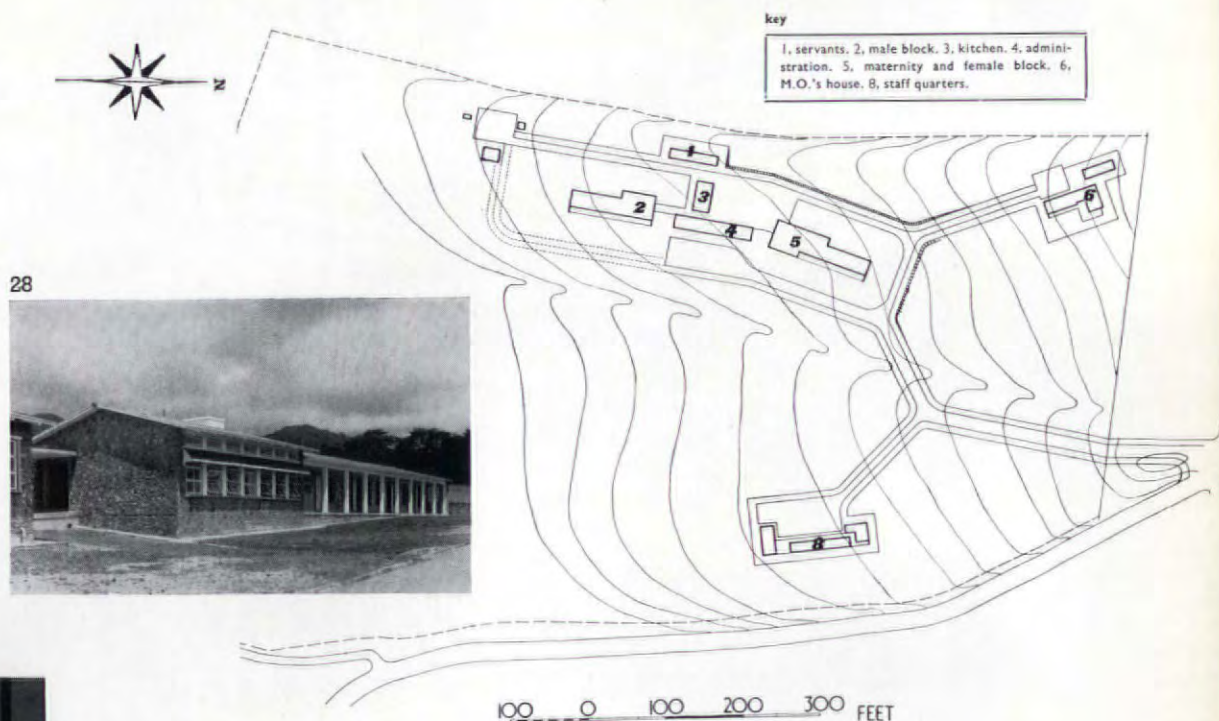 key
1, servants. 2, male block. 3, kitchen. 4, admini-
stration. 5, maternity and female block. 6,
M.O.'s house. 8, staff quarters.
N
1
2
3
4
5
6
28
8
100 0 100 200 300 FEET